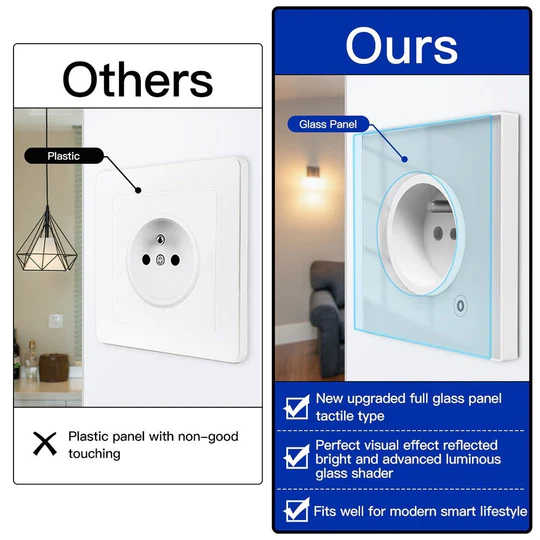 Others
Plastic
Plastic panel with non-good
touching
Ours
Glass Panel
New upgraded full glass panel
tactile type
Perfect visual effect reflected
bright and advanced luminous
glass shader
Fits well for modern smart lifestyle